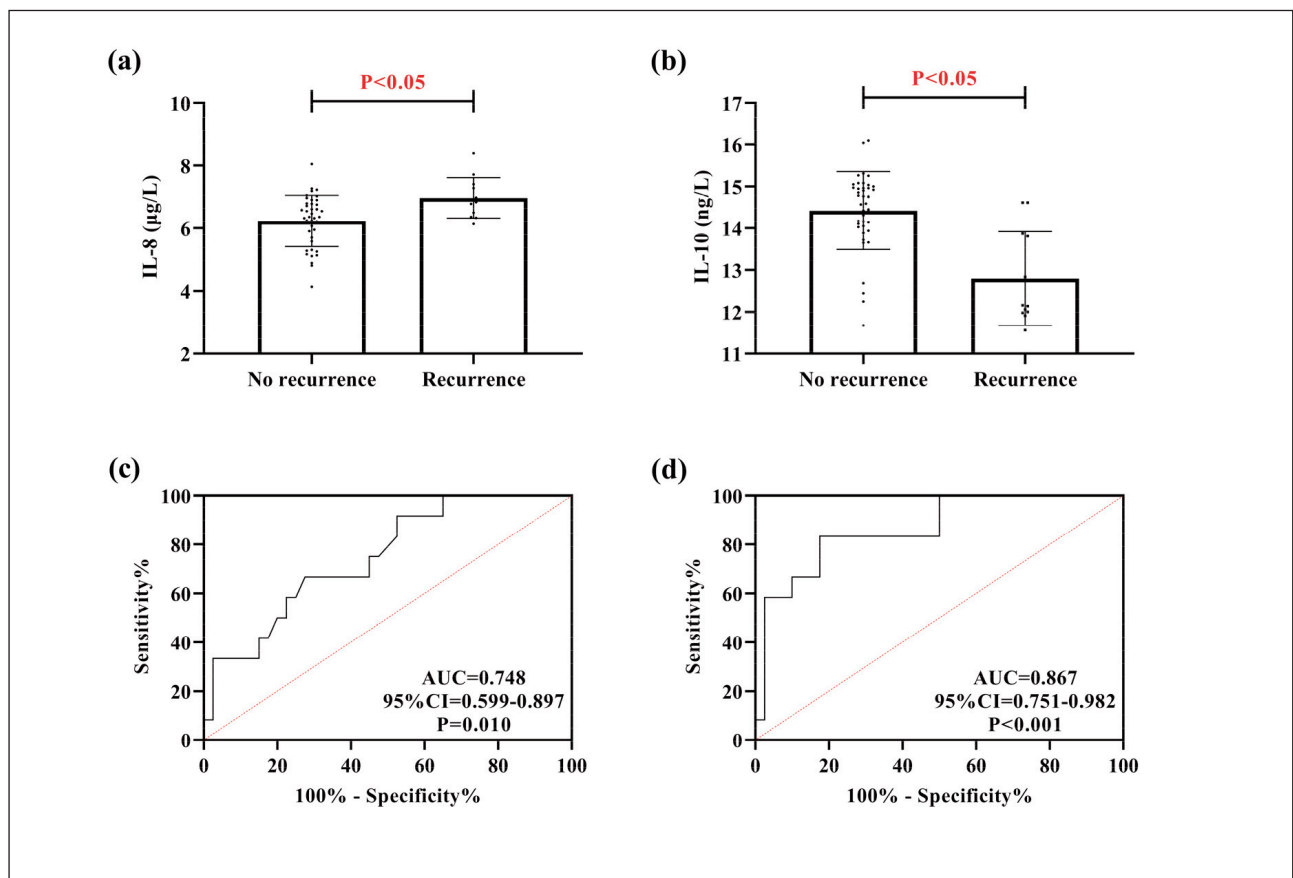 (a)
P<0.05
10
8
6
4
2
IL-8 (µg/L)
No recurrence
Recurrence
(b)
P<0.05
17
16
15
14
13
12
11
IL-10 (ng/L)
No recurrence
Recurrence
(c)
100
80
60
40
20
0
Sensitivity%
AUC=0.748
95%CI=0.599-0.897
P=0.010
0 20 40 60 80 100
100% - Specificity%
(d)
100
80
60
40
20
0
Sensitivity%
AUC=0.867
95%CI=0.751-0.982
P<0.001
0 20 40 60 80 100
100% - Specificity%